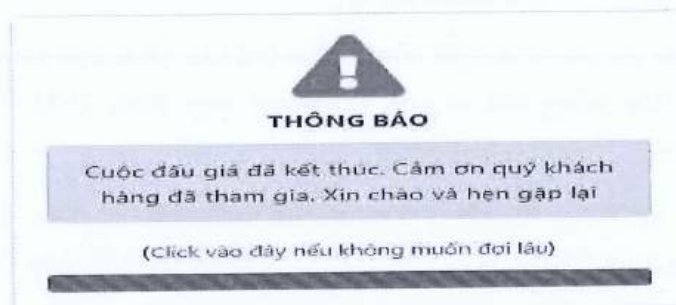 THÔNG BÁO
Cuộc đấu giá đã kết thúc. Cảm ơn quý khách
hàng đã tham gia. Xin chào và hẹn gặp lại
(Click vào đây nếu không muốn đợi lâu)